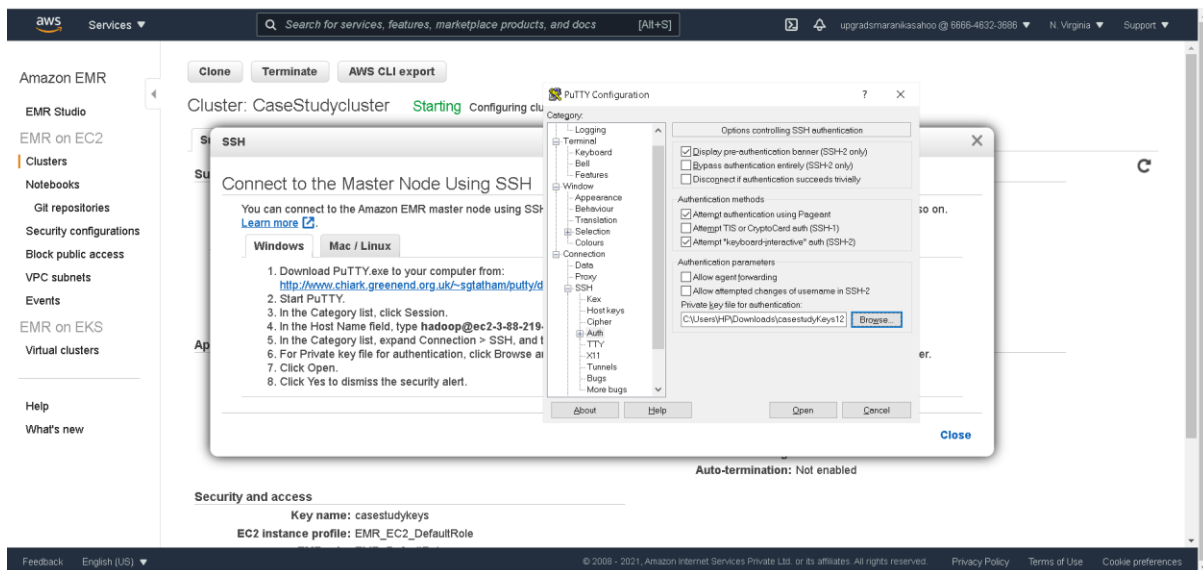 aws
Services ▼
Search for services, features, marketplace products, and docs [Alt+S]
upgradsmaranikasahoo @ 6666-4632-3686 ▼ N. Virginia ▼ Support ▼
Amazon EMR
EMR Studio
EMR on EC2
Clusters
Notebooks
Git repositories
Security configurations
Block public access
VPC subnets
Events
EMR on EKS
Virtual clusters
Help
What's new
Clone Terminate AWS CLI export
Cluster: CaseStudycluster Starting Configuring clu
Su
SSH
Connect to the Master Node Using SSH
You can connect to the Amazon EMR master node using SSH
so on.
Learn more
Windows Mac / Linux
1. Download PuTTY.exe to your computer from:
http://www.chiark.greenend.org.uk/~sgtatham/putty/d
2. Start PuTTY.
3. In the Category list, click Session.
4. In the Host Name field, type hadoop@ec2-3-88-219-
5. In the Category list, expand Connection > SSH, and t
6. For Private key file for authentication, click Browse a
er.
7. Click Open.
8. Click Yes to dismiss the security alert.
Ap
Close
PuTTY Configuration ? ×
Category:
Logging
Terminal
Keyboard
Bell
Features
Window
Appearance
Behaviour
Translation
Selection
Colours
Connection
Data
Proxy
SSH
Kex
Host keys
Cipher
Auth
TTY
X11
Tunnels
Bugs
More bugs
Options controlling SSH authentication
Display pre-authentication banner (SSH-2 only)
Bypass authentication entirely (SSH-2 only)
Disconnect if authentication succeeds trivially
Authentication methods
Attempt authentication using Pageant
Attempt TIS or CryptoCard auth (SSH-1)
Attempt "keyboard-interactive" auth (SSH-2)
Authentication parameters
Allow agent forwarding
Allow attempted changes of username in SSH-2
Private key file for authentication:
C:\Users\HP\Downloads\casestudyKeys12 Browse...
About Help Open Cancel
Auto-termination: Not enabled
Security and access
Key name: casestudykeys
EC2 instance profile: EMR_EC2_DefaultRole
Feedback English (US) ▼
© 2008 - 2021, Amazon Internet Services Private Ltd. or its affiliates. All rights reserved. Privacy Policy Terms of Use Cookie preferences